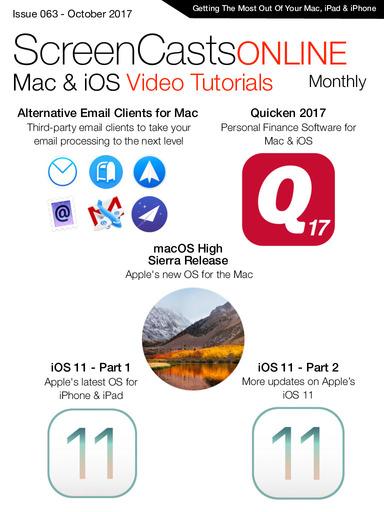 Issue 063 - October 2017
Getting The Most Out Of Your Mac, iPad & iPhone
ScreenCastsONLINE
Mac & iOS Video Tutorials
Monthly
Alternative Email Clients for Mac
Third-party email clients to take your
email processing to the next level
@
Quicken 2017
Personal Finance Software for
Mac & iOS
Q
17
macOS High
Sierra Release
Apple's new OS for the Mac
iOS 11 - Part 1
Apple's latest OS for
iPhone & iPad
11
iOS 11 - Part 2
More updates on Apple's
iOS 11
11